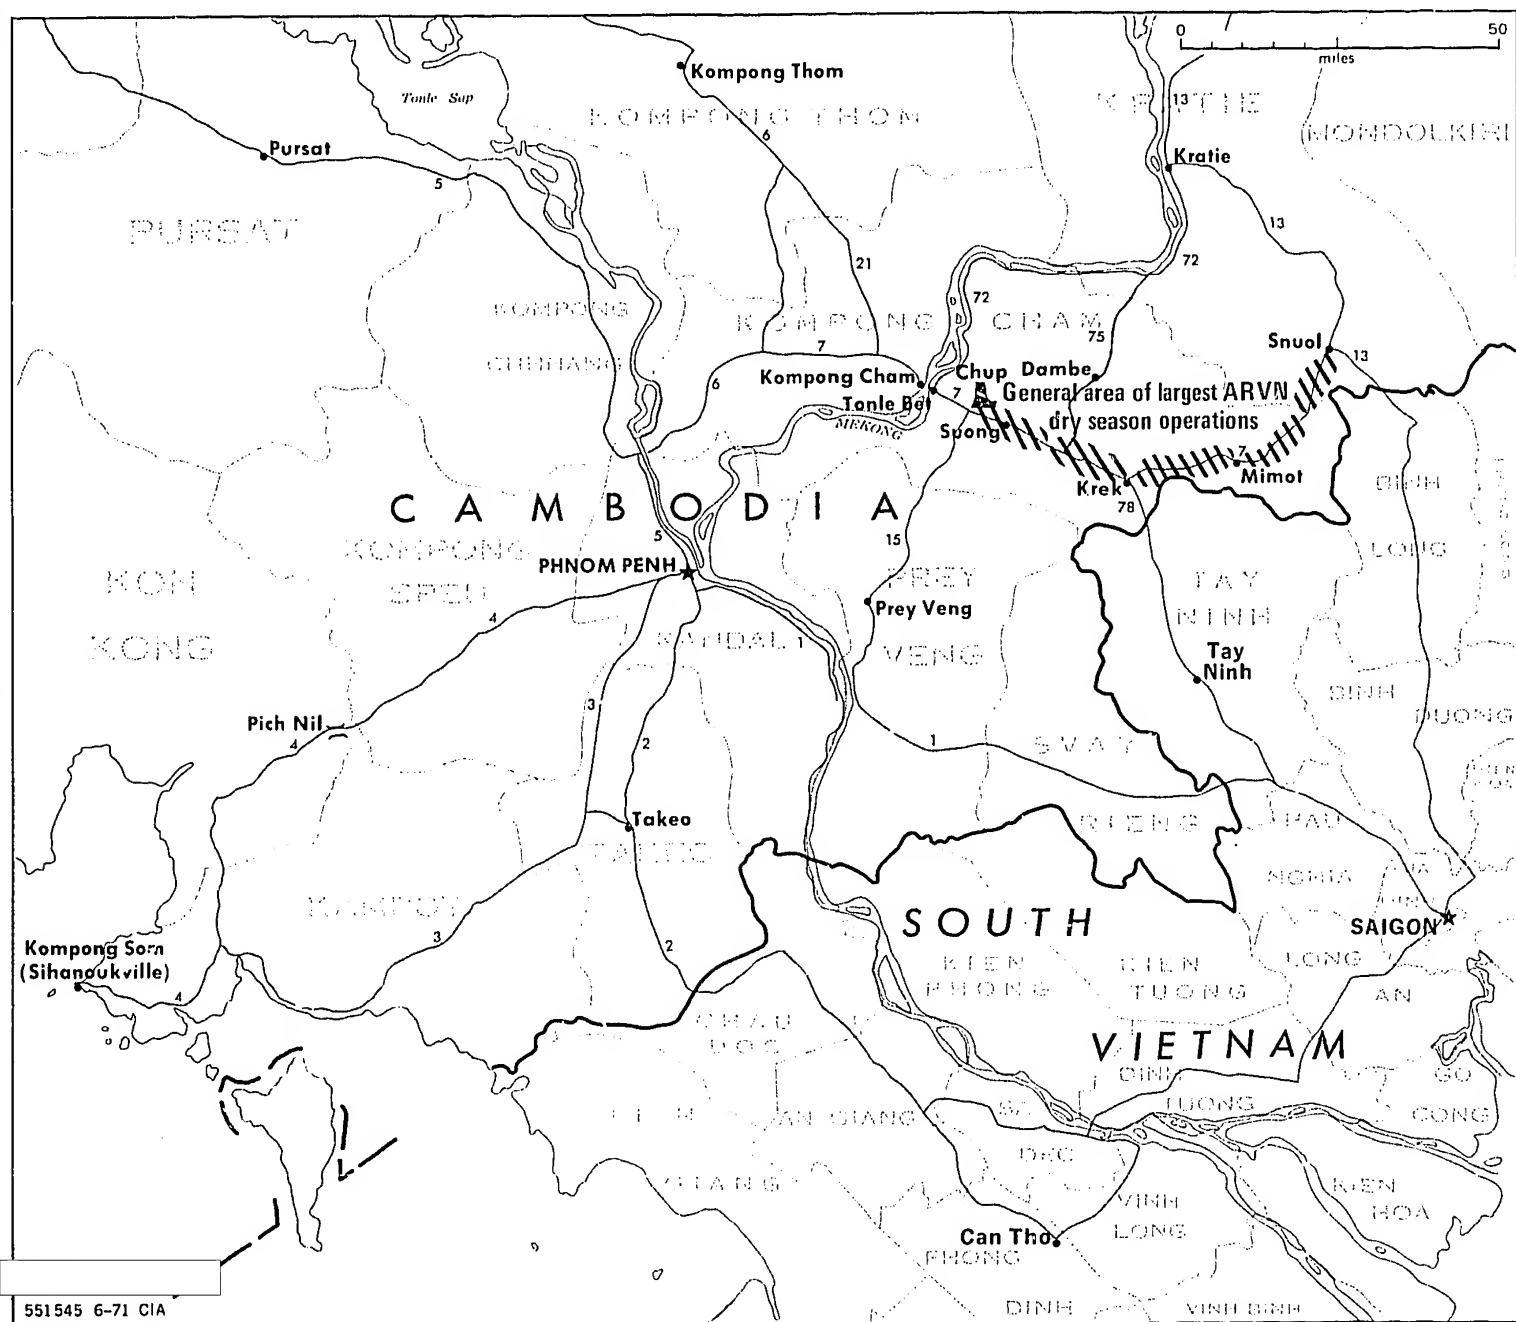 0 50
miles
Kompong Thom
Tonle Sap
KOMPONG THOM
6
13
KRATIE
(MONDOLKIRI
Pursat
5
Kratie
PURSAT
13
21
72
72
KOMPONG
CHHNANG
KOMPONG CHAM
75
Snuol
13
7
6
Kompong Cham
Chup
Dambe
7
Tonle Bet
General area of largest ARVN
dry season operations
MEKONG
Suong
7
Mimot
Krek
78
BINH
LONG
CAMBODIA
5
15
KOMPONG
SPEU
PHNOM PENH
KOH
KONG
PREY
VENG
TAY
NINH
Prey Veng
4
KANDAL
1
Tay
Ninh
BINH
DUONG
3
Pich Nil
4
2
1
SVAY
RIENG
Takeo
TAKEO
HAU
NGHIA
KAMPOT
3
2
SOUTH
SAIGON
Kompong Som
(Sihanoukville)
4
KIEN
PHONG
KIEN
TUONG
LONG
AN
CHAU
DOC
VIETNAM
DINH
TUONG
GO
CONG
KIEN
GIANG
AN GIANG
SA
DEC
VINH
LONG
KIEN
HOA
Can Tho
PHONG
DINH
VINH BINH
551545 6-71 CIA